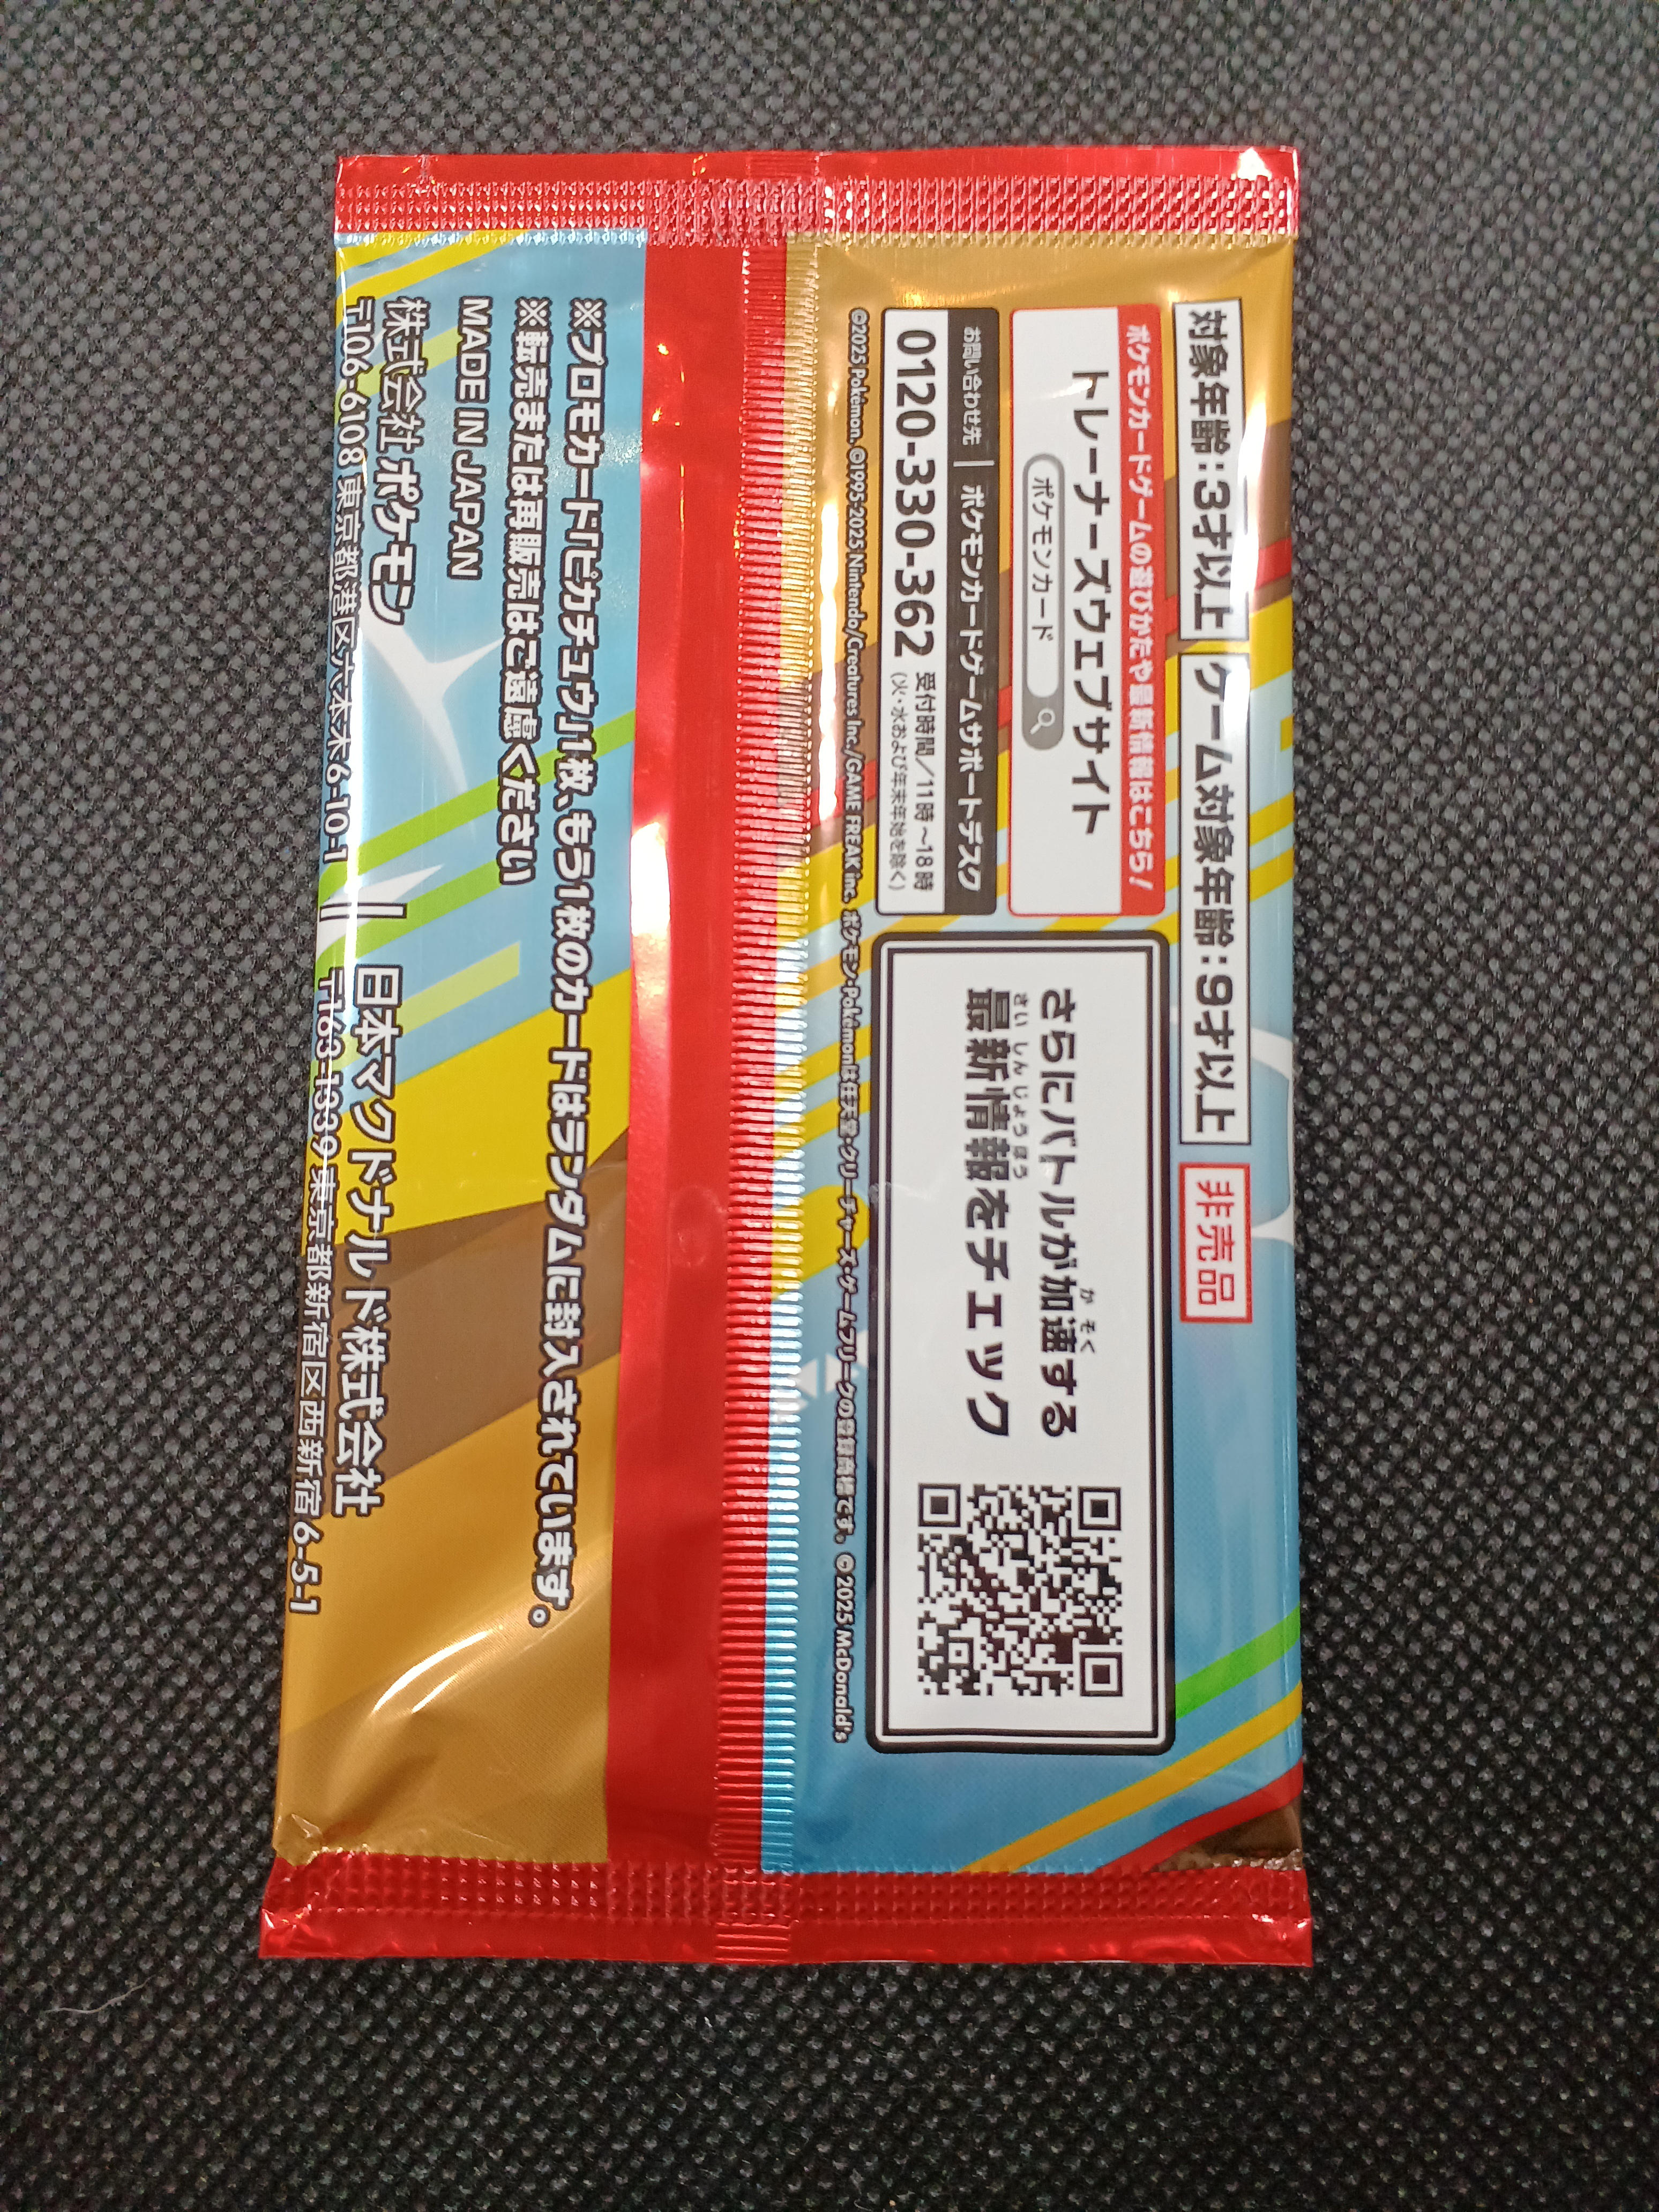 対象年齢：3才以上 ゲーム対象年齢：9才以上 非売品
ポケモンカードゲームの遊びかたや最新情報はこちら！
トレーナーズウェブサイト
ポケモンカード
お問い合わせ先 | ポケモンカードゲームサポートデスク
0120-330-362 受付時間／11時～18時
(火・水および年末年始を除く)
さらにバトルが加速する
かそく
最新情報をチェック
さいしんじょうほう
©2025 Pokémon. ©1995-2025 Nintendo/Creatures Inc./GAME FREAK inc. ポケモン・Pokémonは任天堂・クリーチャーズ・ゲームフリークの登録商標です。 © 2025 McDonald's
※プロモカード「ピカチュウ」1枚、もう1枚のカードはランダムに封入されています。
※転売または再販売はご遠慮ください
MADE IN JAPAN
株式会社 ポケモン
〒106-6108 東京都港区六本木6-10-1
日本マクドナルド株式会社
〒163-1339 東京都新宿区西新宿6-5-1